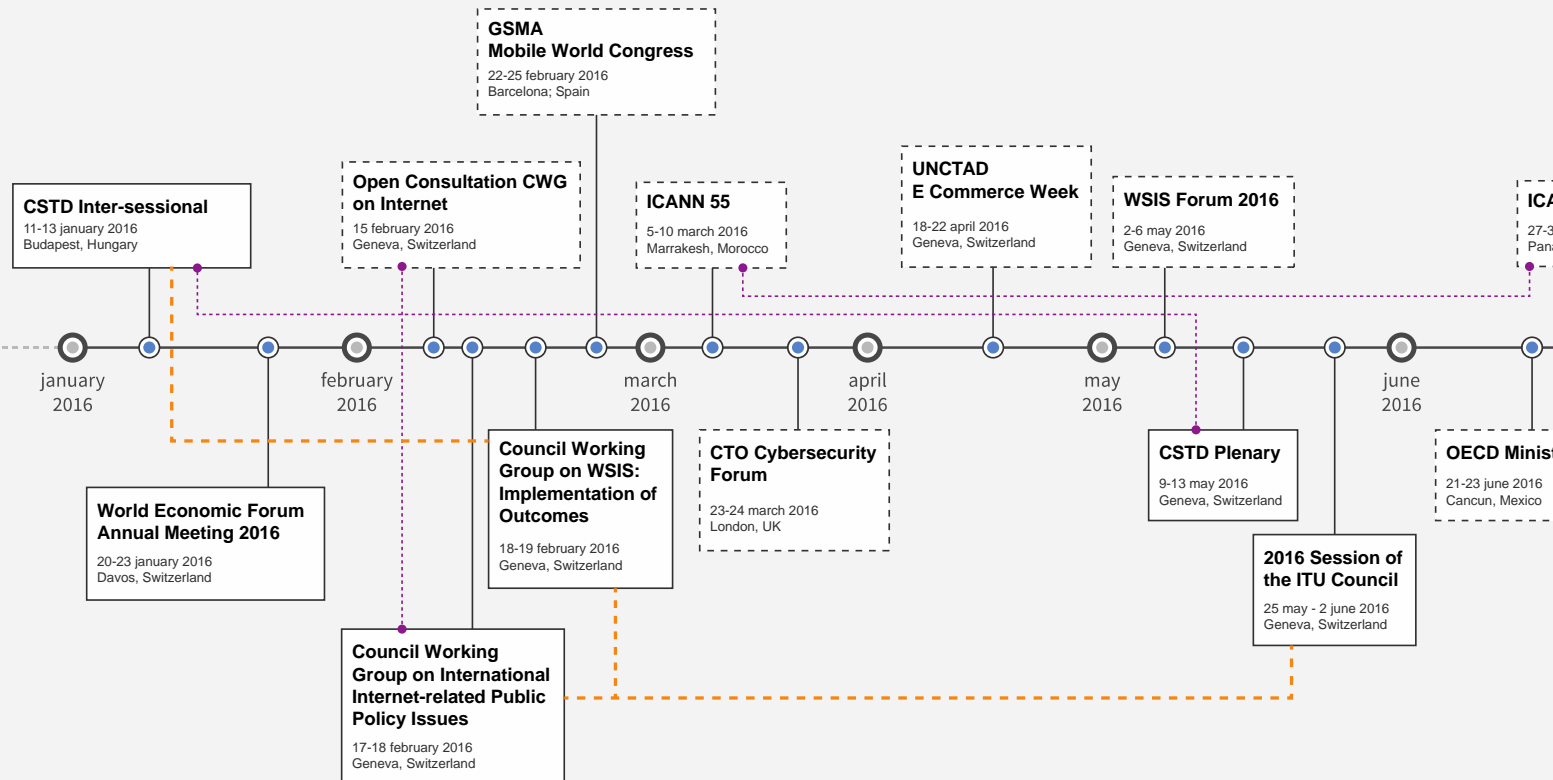 GSMA
Mobile World Congress
22-25 february 2016
Barcelona; Spain
CSTD Inter-sessional
11-13 january 2016
Budapest, Hungary
Open Consultation CWG
on Internet
15 february 2016
Geneva, Switzerland
ICANN 55
5-10 march 2016
Marrakesh, Morocco
UNCTAD
E Commerce Week
18-22 april 2016
Geneva, Switzerland
WSIS Forum 2016
2-6 may 2016
Geneva, Switzerland
january
2016
february
2016
march
2016
april
2016
may
2016
june
2016
World Economic Forum
Annual Meeting 2016
20-23 january 2016
Davos, Switzerland
Council Working
Group on WSIS:
Implementation of
Outcomes
18-19 february 2016
Geneva, Switzerland
Council Working
Group on International
Internet-related Public
Policy Issues
17-18 february 2016
Geneva, Switzerland
CTO Cybersecurity
Forum
23-24 march 2016
London, UK
CSTD Plenary
9-13 may 2016
Geneva, Switzerland
2016 Session of
the ITU Council
25 may - 2 june 2016
Geneva, Switzerland
OECD
21-23 june 2016
Cancun, Mexico